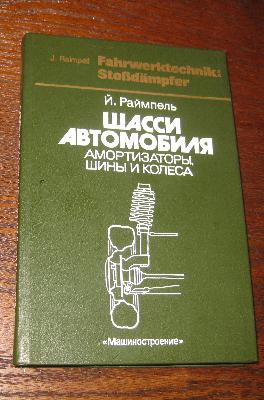 J. Reimpell Fahrwerktechnik:
Stoßdämpfer
Й. Раймпель
ШАССИ
АВТОМОБИЛЯ
АМОРТИЗАТОРЫ,
ШИНЫ И КОЛЕСА
«Машиностроение»